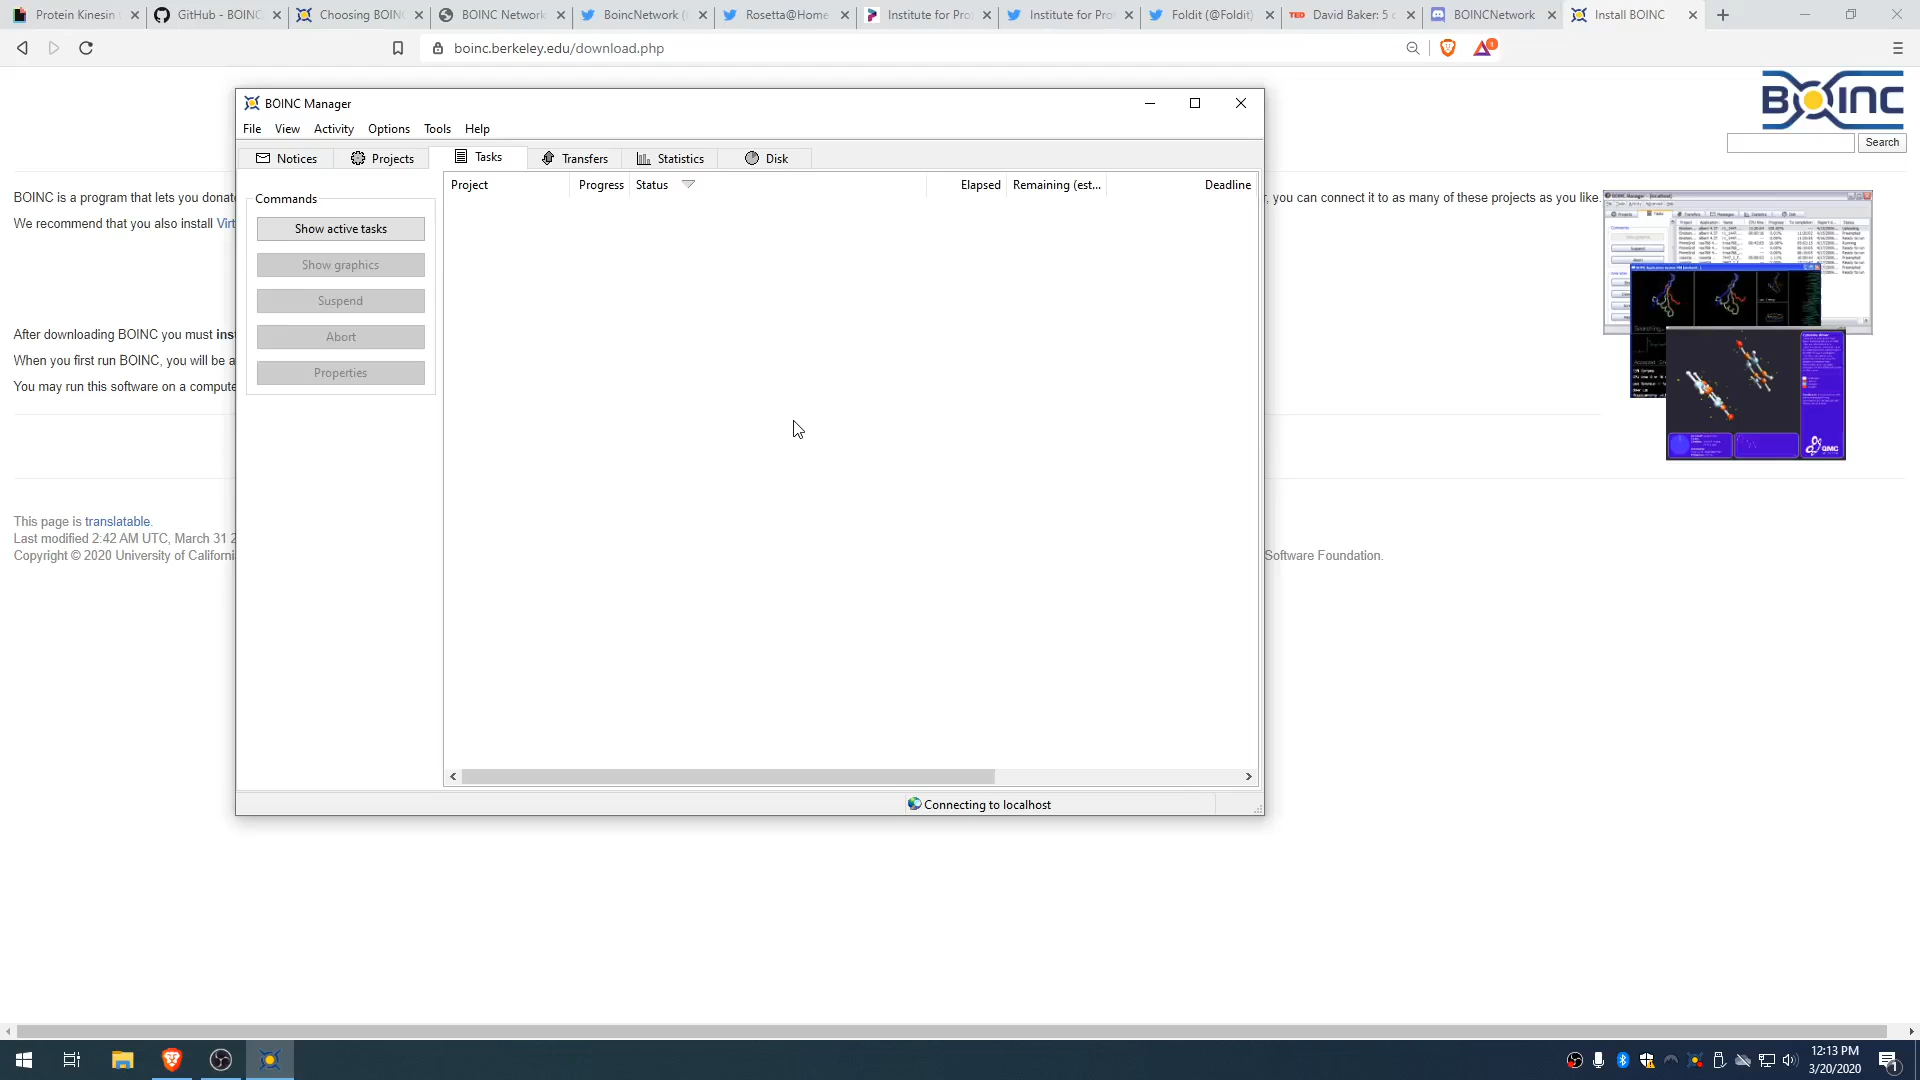 Protein Kinesin
GitHub - BOINC
Choosing BOINC
BOINC Network
BoincNetwork (
Rosetta@Home
Institute for Pro
Institute for Pro
Foldit (@Foldit)
TED
David Baker: 5 c
BOINCNetwork
Install BOINC
boinc.berkeley.edu/download.php
1
BOINC
Search
BOINC Manager
File View Activity Options Tools Help
Notices Projects Tasks Transfers Statistics Disk
Commands
Show active tasks
Show graphics
Suspend
Abort
Properties
Project Progress Status Elapsed Remaining (est... Deadline
Connecting to localhost
BOINC is a program that lets you donat
r, you can connect it to as many of these projects as you like.
We recommend that you also install Virt
After downloading BOINC you must inst
When you first run BOINC, you will be a
You may run this software on a compute
This page is translatable.
Last modified 2:42 AM UTC, March 31 2
Copyright © 2020 University of Californi
Software Foundation.
12:13 PM
3/20/2020
1